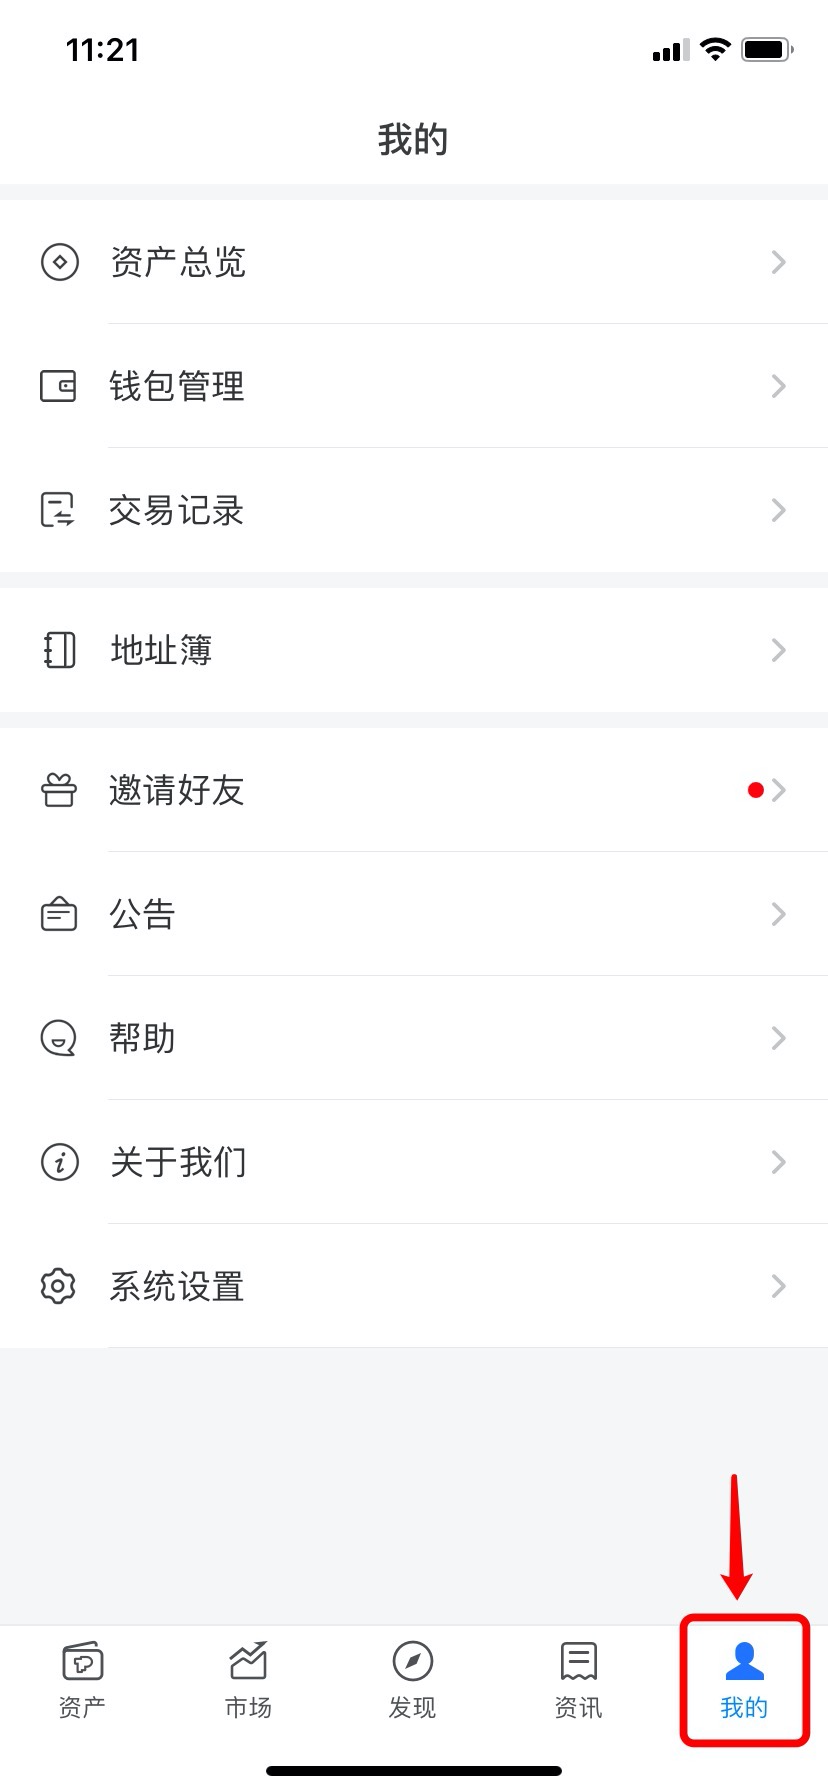 11:21
我的
资产总览
钱包管理
交易记录
地址簿
邀请好友
公告
帮助
关于我们
系统设置
资产
市场
发现
资讯
我的